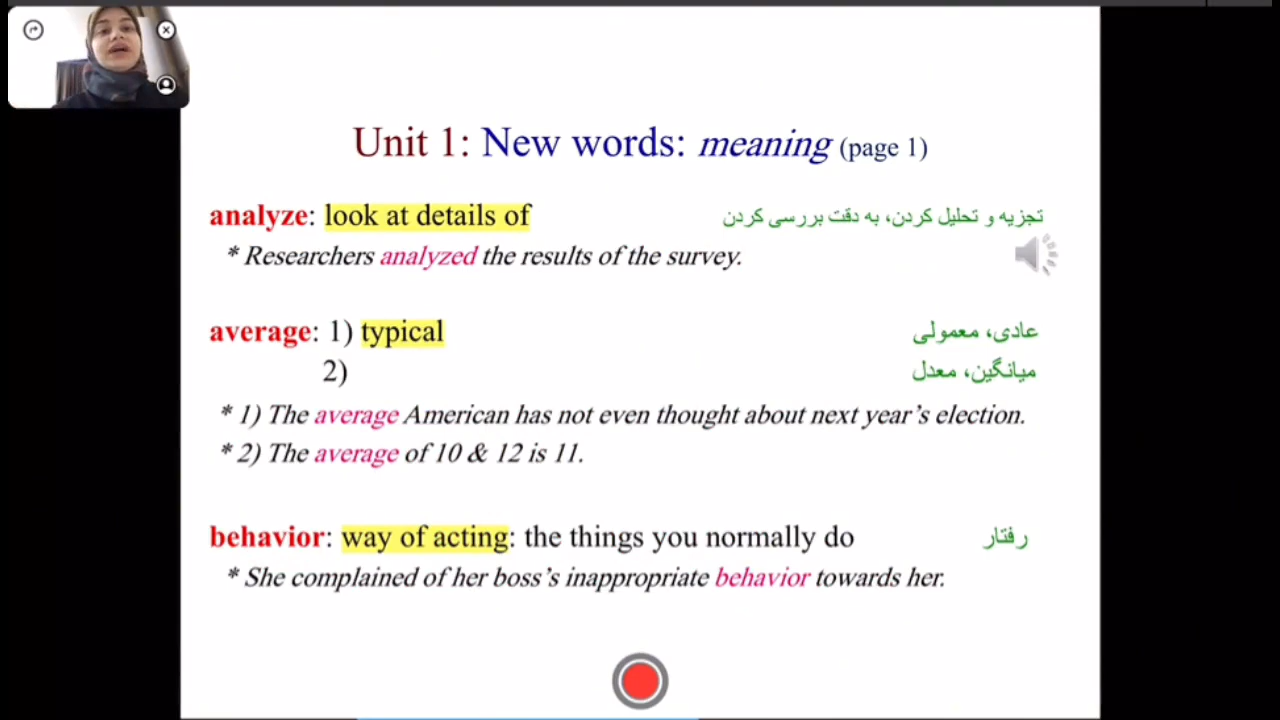 Unit 1: New words: meaning (page 1)
analyze: look at details of تجزیه و تحلیل کردن، به دقت بررسی کردن
* Researchers analyzed the results of the survey.
average: 1) typical عادی، معمولی
2) میانگین، معدل
* 1) The average American has not even thought about next year’s election.
* 2) The average of 10 & 12 is 11.
behavior: way of acting: the things you normally do رفتار
* She complained of her boss’s inappropriate behavior towards her.